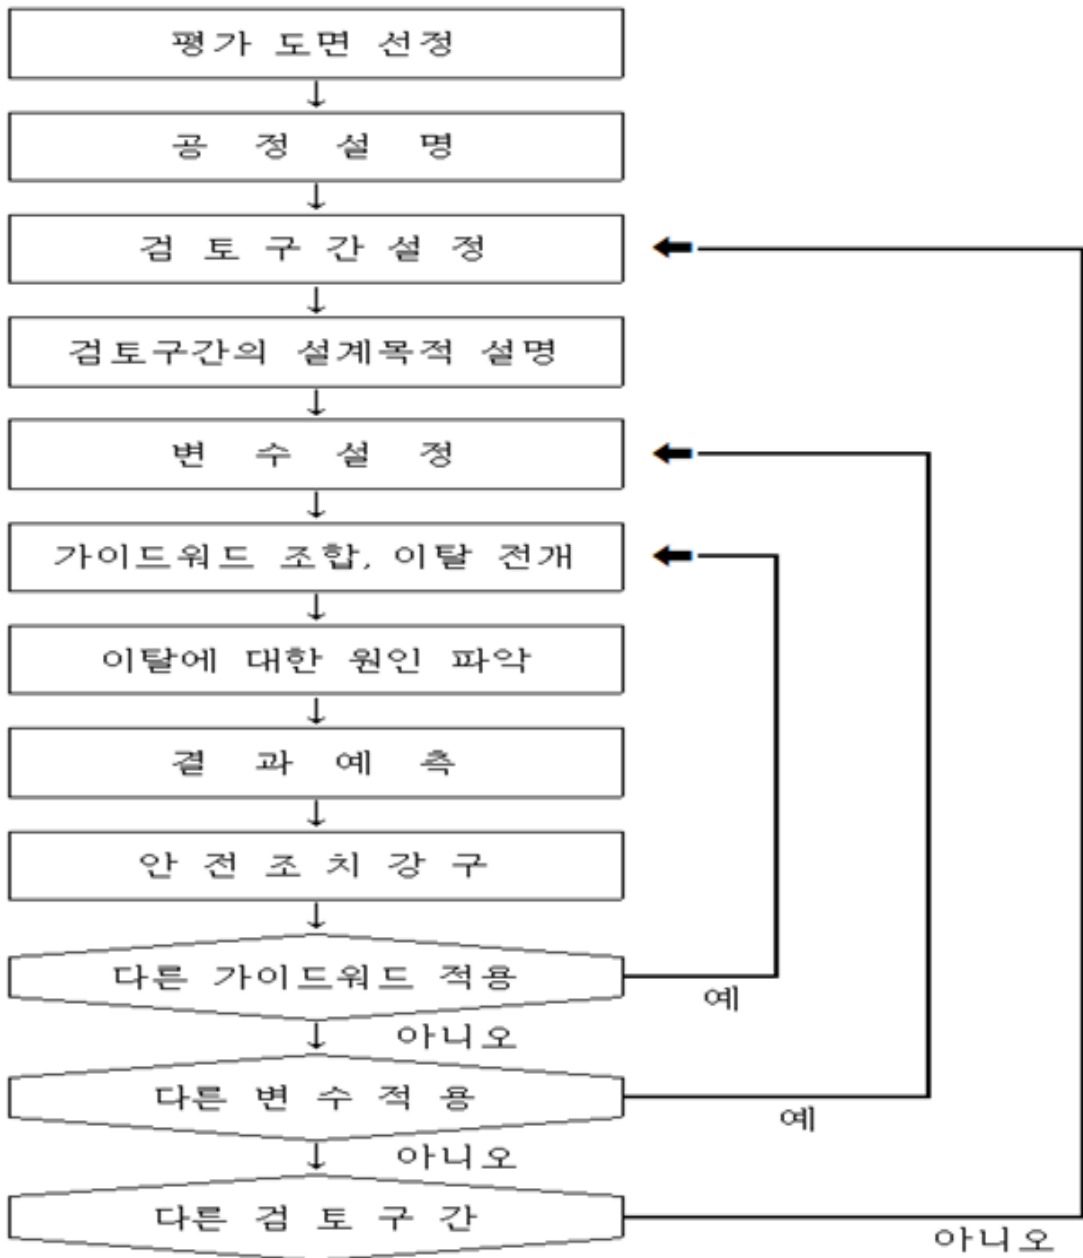 평가 도면 선정
공 정 설 명
검 토 구 간 설 정
검토구간의 설계목적 설명
변 수 설 정
가이드워드 조합, 이탈 전개
이탈에 대한 원인 파악
결 과 예 측
안 전 조 치 강 구
다른 가이드워드 적용
예
아니오
다른 변 수 적 용
예
아니오
다른 검 토 구 간
아니오